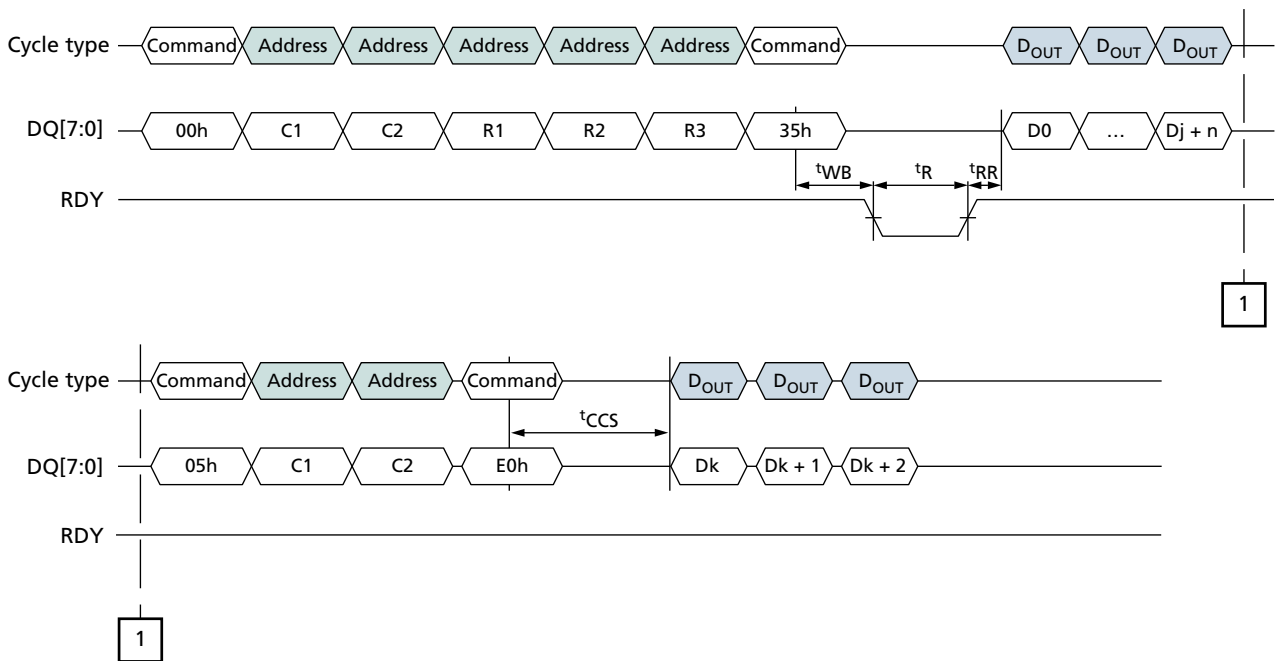 Cycle type Command Address Address Address Address Address Command DOUT DOUT DOUT
DQ[7:0] 00h C1 C2 R1 R2 R3 35h D0 … Dj + n
tWB tR tRR
RDY
1
Cycle type Command Address Address Command DOUT DOUT DOUT
tCCS
DQ[7:0] 05h C1 C2 E0h Dk Dk + 1 Dk + 2
RDY
1